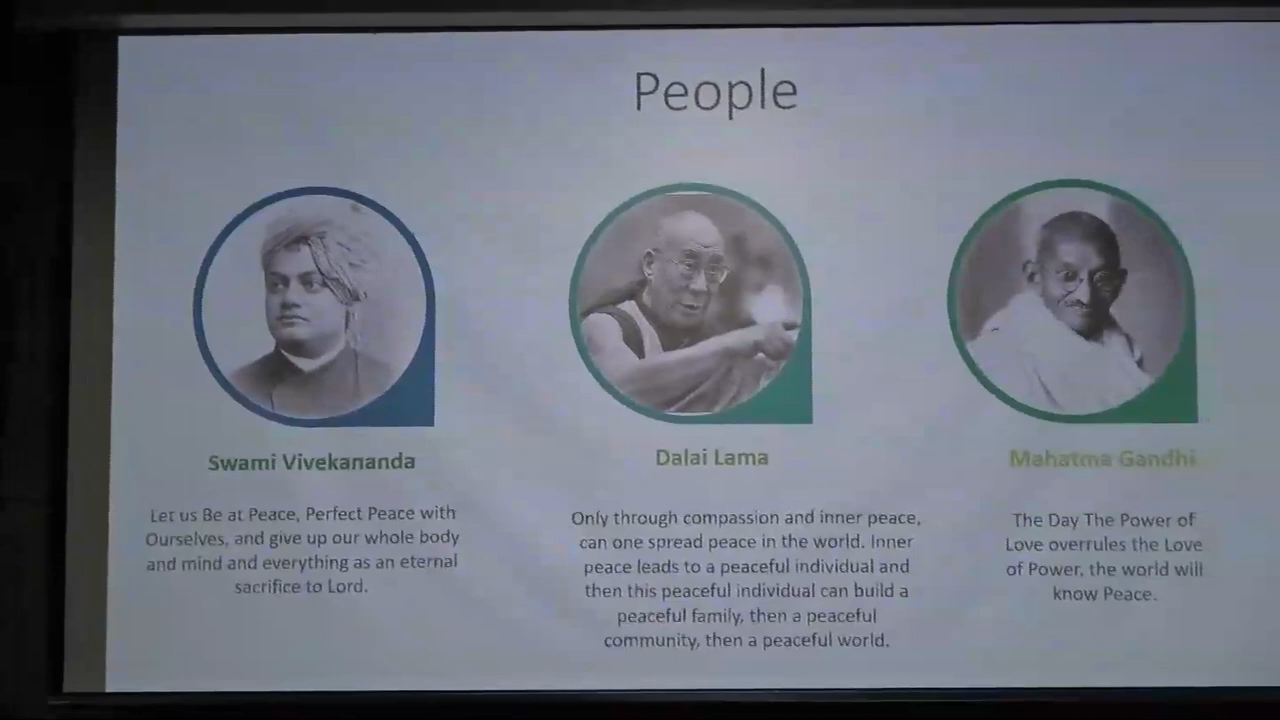 People
Swami Vivekananda
Let us Be at Peace, Perfect Peace with
Ourselves, and give up our whole body
and mind and everything as an eternal
sacrifice to Lord.
Dalai Lama
Only through compassion and inner peace,
can one spread peace in the world. Inner
peace leads to a peaceful individual and
then this peaceful individual can build a
peaceful family, then a peaceful
community, then a peaceful world.
Mahatma Gandhi
The Day The Power of
Love overrules the Love
of Power, the world will
know Peace.